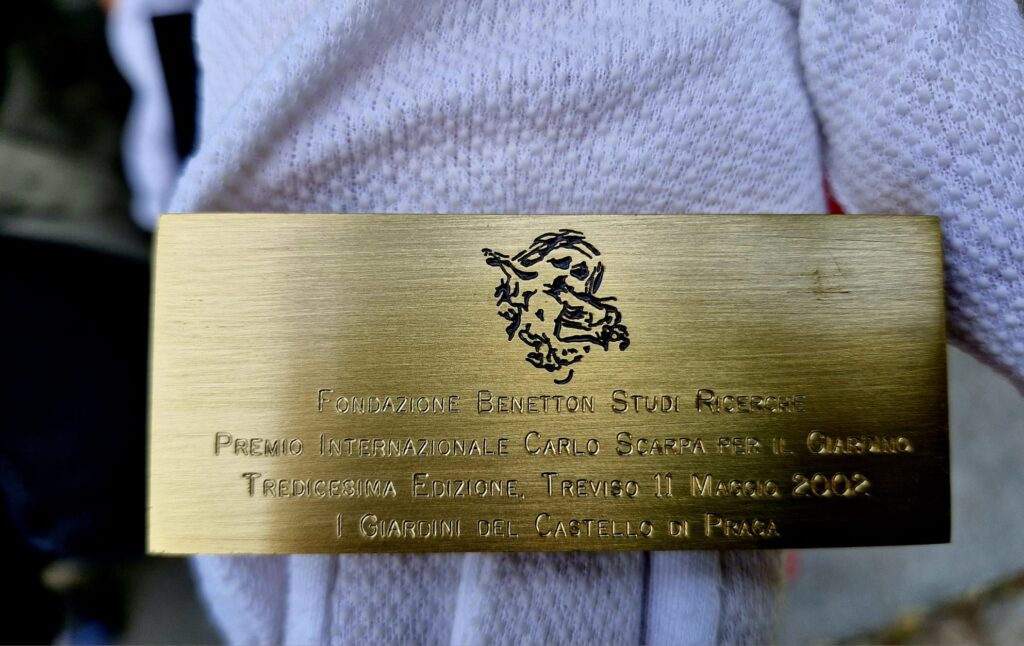 Fondazione Benetton Studi Ricerche
Premio Internazionale Carlo Scarpa per il Giardino
Tredicesima Edizione, Treviso 11 Maggio 2002
I Giardini del Castello di Praga